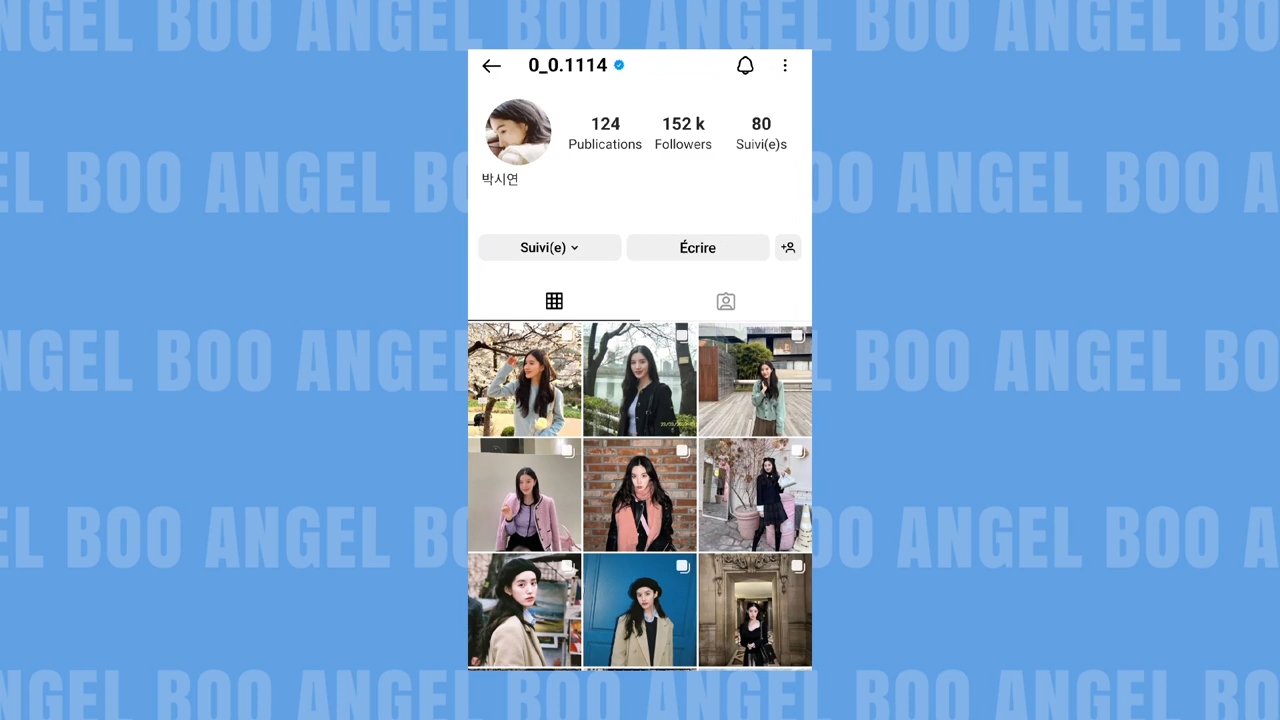 NGEL BOO ANGEL BOO ANGEL BOO ANGEL BO
0_0.1114
124
Publications
152 k
Followers
80
Suivi(e)s
EL BOO ANGEL BO
OO ANGEL BOO A
박시연
Suivi(e)
Écrire
NGEL BOO ANGEL
BOO ANGEL BO
EL BOO ANGEL BO
OO ANGEL BOO A
NGEL BOO ANGEL BOO ANGEL BOO ANGEL BO